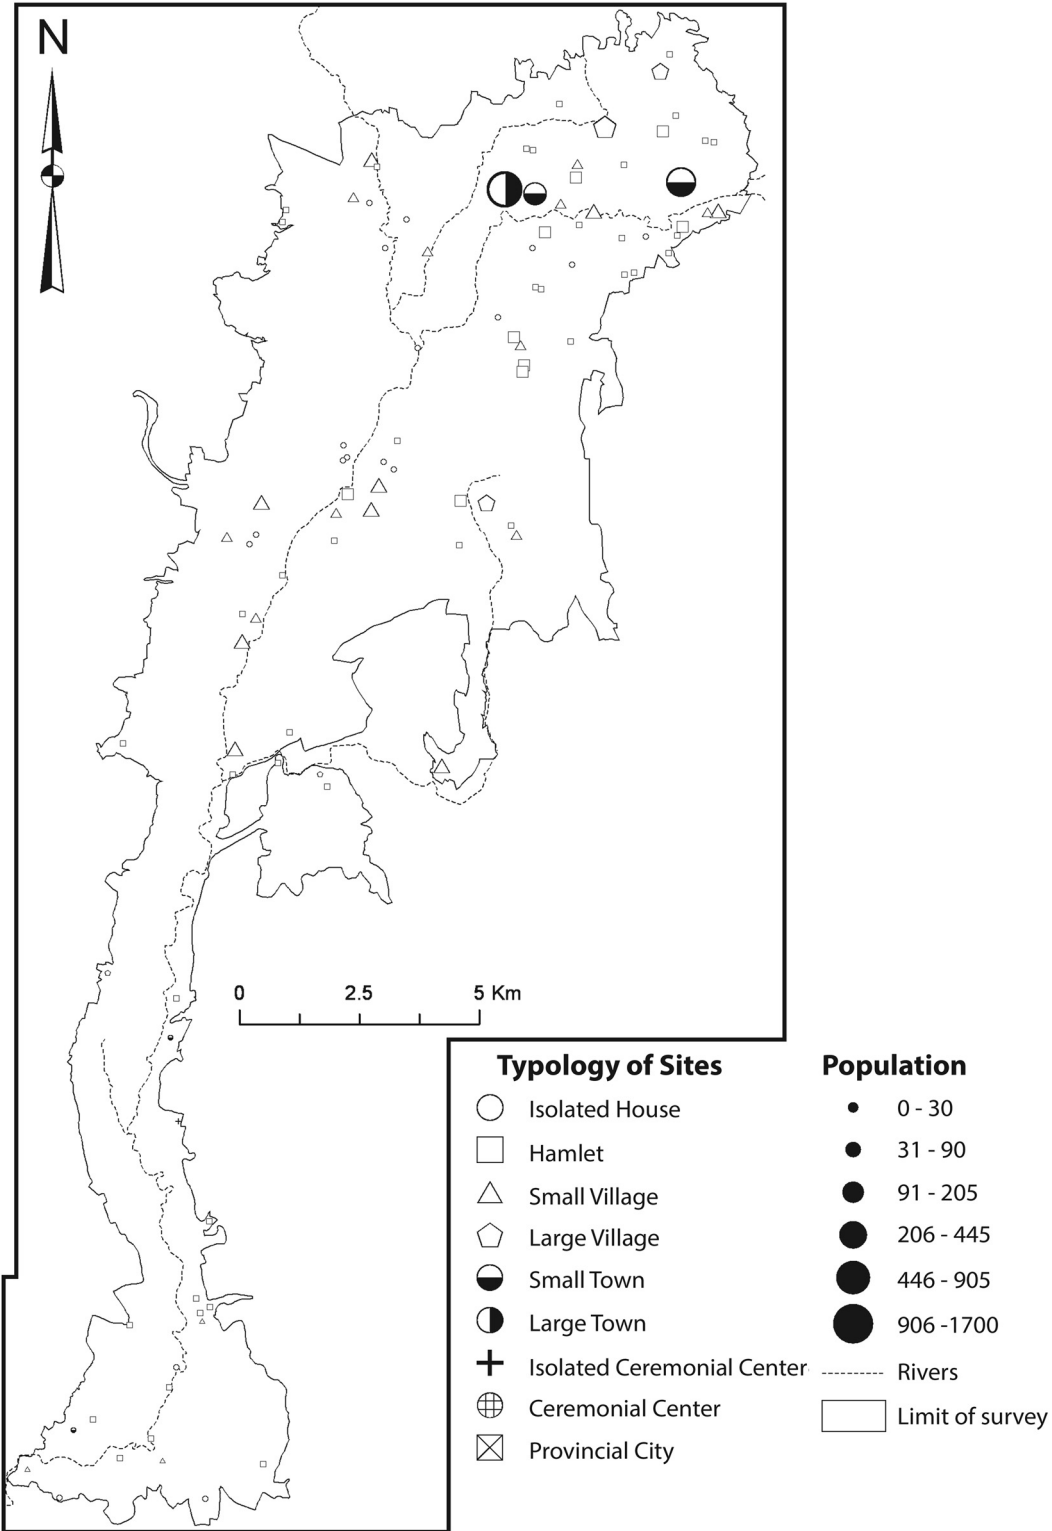 N
0 2.5 5 Km
Typology of Sites
Isolated House
Hamlet
Small Village
Large Village
Small Town
Large Town
Isolated Ceremonial Center
Ceremonial Center
Provincial City
Population
0 - 30
31 - 90
91 - 205
206 - 445
446 - 905
906 -1700
Rivers
Limit of survey